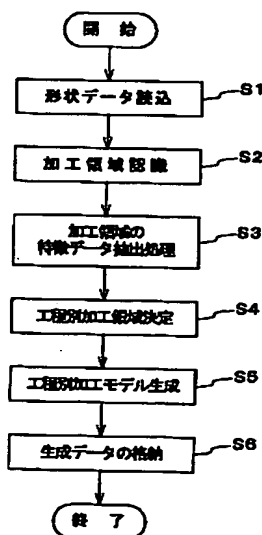 開 始
形状データ読込
S1
加工領域認識
S2
加工領域の
特徴データ抽出処理
S3
工程別加工領域決定
S4
工程別加工モデル生成
S5
生成データの格納
S6
終 了